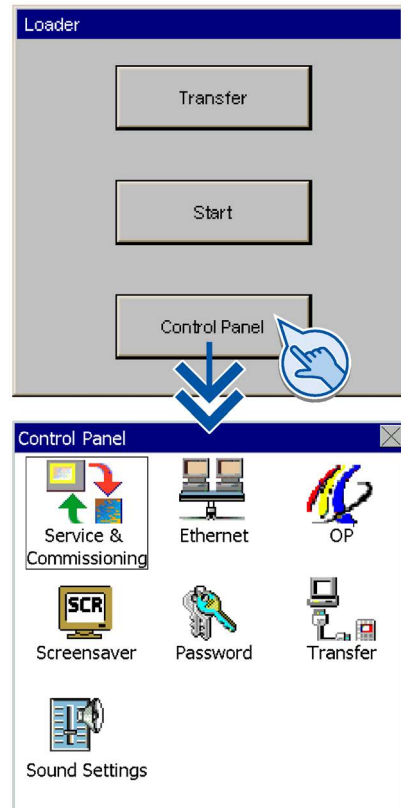 Loader
Transfer
Start
Control Panel
Control Panel
Service &
Commissioning
Ethernet
OP
SCR
Screensaver
Password
Transfer
Sound Settings